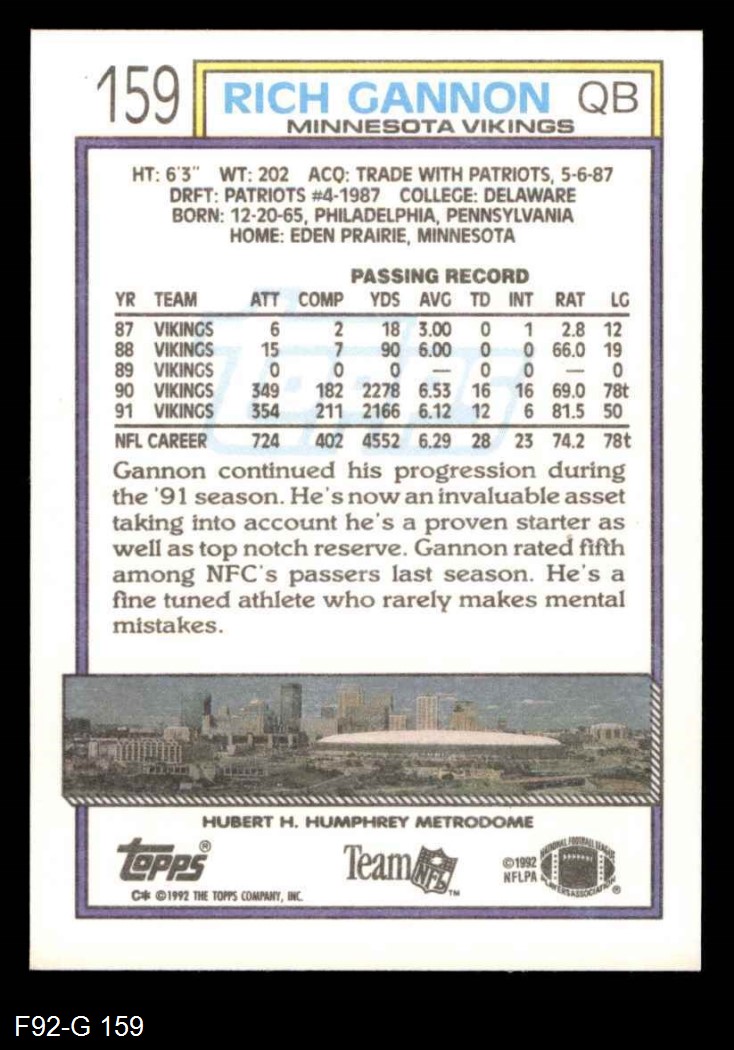 159 RICH GANNON QB
MINNESOTA VIKINGS
HT: 6'3" WT: 202 ACQ: TRADE WITH PATRIOTS, 5-6-87
DRFT: PATRIOTS #4-1987 COLLEGE: DELAWARE
BORN: 12-20-65, PHILADELPHIA, PENNSYLVANIA
HOME: EDEN PRAIRIE, MINNESOTA
topps
PASSING RECORD
YR TEAM ATT COMP YDS AVG TD INT RAT LG
87 VIKINGS 6 2 18 3.00 0 1 2.8 12
88 VIKINGS 15 7 90 6.00 0 0 66.0 19
89 VIKINGS 0 0 0 — 0 0 — 0
90 VIKINGS 349 182 2278 6.53 16 16 69.0 78t
91 VIKINGS 354 211 2166 6.12 12 6 81.5 50
NFL CAREER 724 402 4552 6.29 28 23 74.2 78t
Gannon continued his progression during
the '91 season. He's now an invaluable asset
taking into account he's a proven starter as
well as top notch reserve. Gannon rated fifth
among NFC's passers last season. He's a
fine tuned athlete who rarely makes mental
mistakes.
HUBERT H. HUMPHREY METRODOME
topps® Team NFL™ ©1992 NFLPA NATIONAL FOOTBALL LEAGUE PLAYERS ASSOCIATION ®
C* ©1992 THE TOPPS COMPANY, INC.
F92-G 159